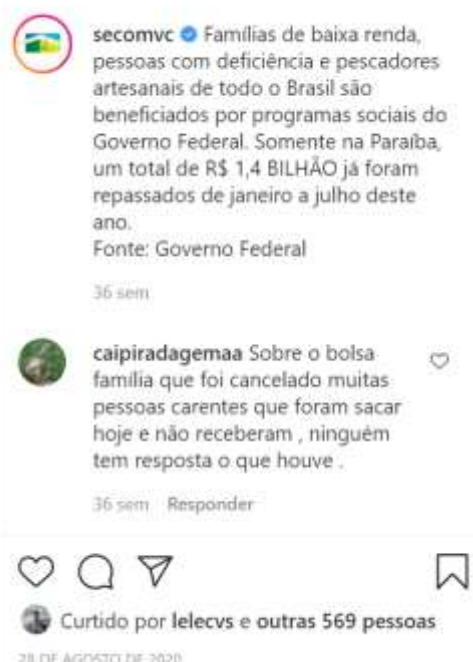 secomvc Famílias de baixa renda,
pessoas com deficiência e pescadores
artesanais de todo o Brasil são
beneficiados por programas sociais do
Governo Federal. Somente na Paraíba,
um total de R$ 1,4 BILHÃO já foram
repassados de janeiro a julho deste
ano.
Fonte: Governo Federal
36 sem
caipiradagemaa Sobre o bolsa
família que foi cancelado muitas
pessoas carentes que foram sacar
hoje e não receberam , ninguém
tem resposta o que houve .
36 sem Responder
Curtido por lelecvs e outras 569 pessoas
28 DE AGOSTO DE 2020